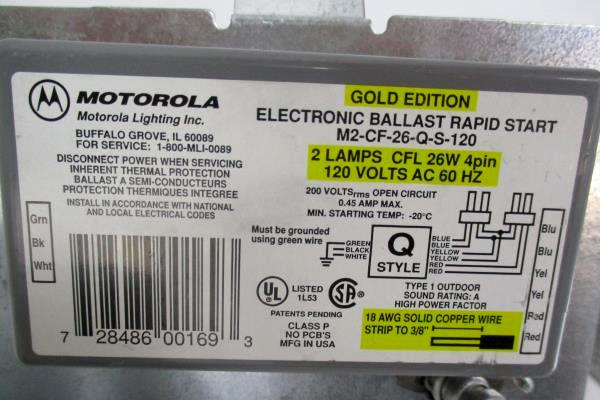 MOTOROLA
Motorola Lighting Inc.
BUFFALO GROVE, IL 60089
FOR SERVICE: 1-800-MLI-0089
DISCONNECT POWER WHEN SERVICING
INHERENT THERMAL PROTECTION
BALLAST A SEMI-CONDUCTEURS
PROTECTION THERMIQUES INTEGREE
INSTALL IN ACCORDANCE WITH NATIONAL
AND LOCAL ELECTRICAL CODES
Grn
Bk
Wht
7 28486 00169 3
GOLD EDITION
ELECTRONIC BALLAST RAPID START
M2-CF-26-Q-S-120
2 LAMPS CFL 26W 4pin
120 VOLTS AC 60 HZ
200 VOLTSrms OPEN CIRCUIT
0.45 AMP MAX.
MIN. STARTING TEMP: -20°C
Must be grounded
using green wire
GREEN
BLACK
WHITE
Q
STYLE
BLUE
BLUE
YELLOW
YELLOW
RED
RED
UL LISTED
1L53
SA
PATENTS PENDING
CLASS P
NO PCB'S
MFG IN USA
TYPE 1 OUTDOOR
SOUND RATING: A
HIGH POWER FACTOR
18 AWG SOLID COPPER WIRE
STRIP TO 3/8"
Blu
Blu
Yel
Yel
Red
Red